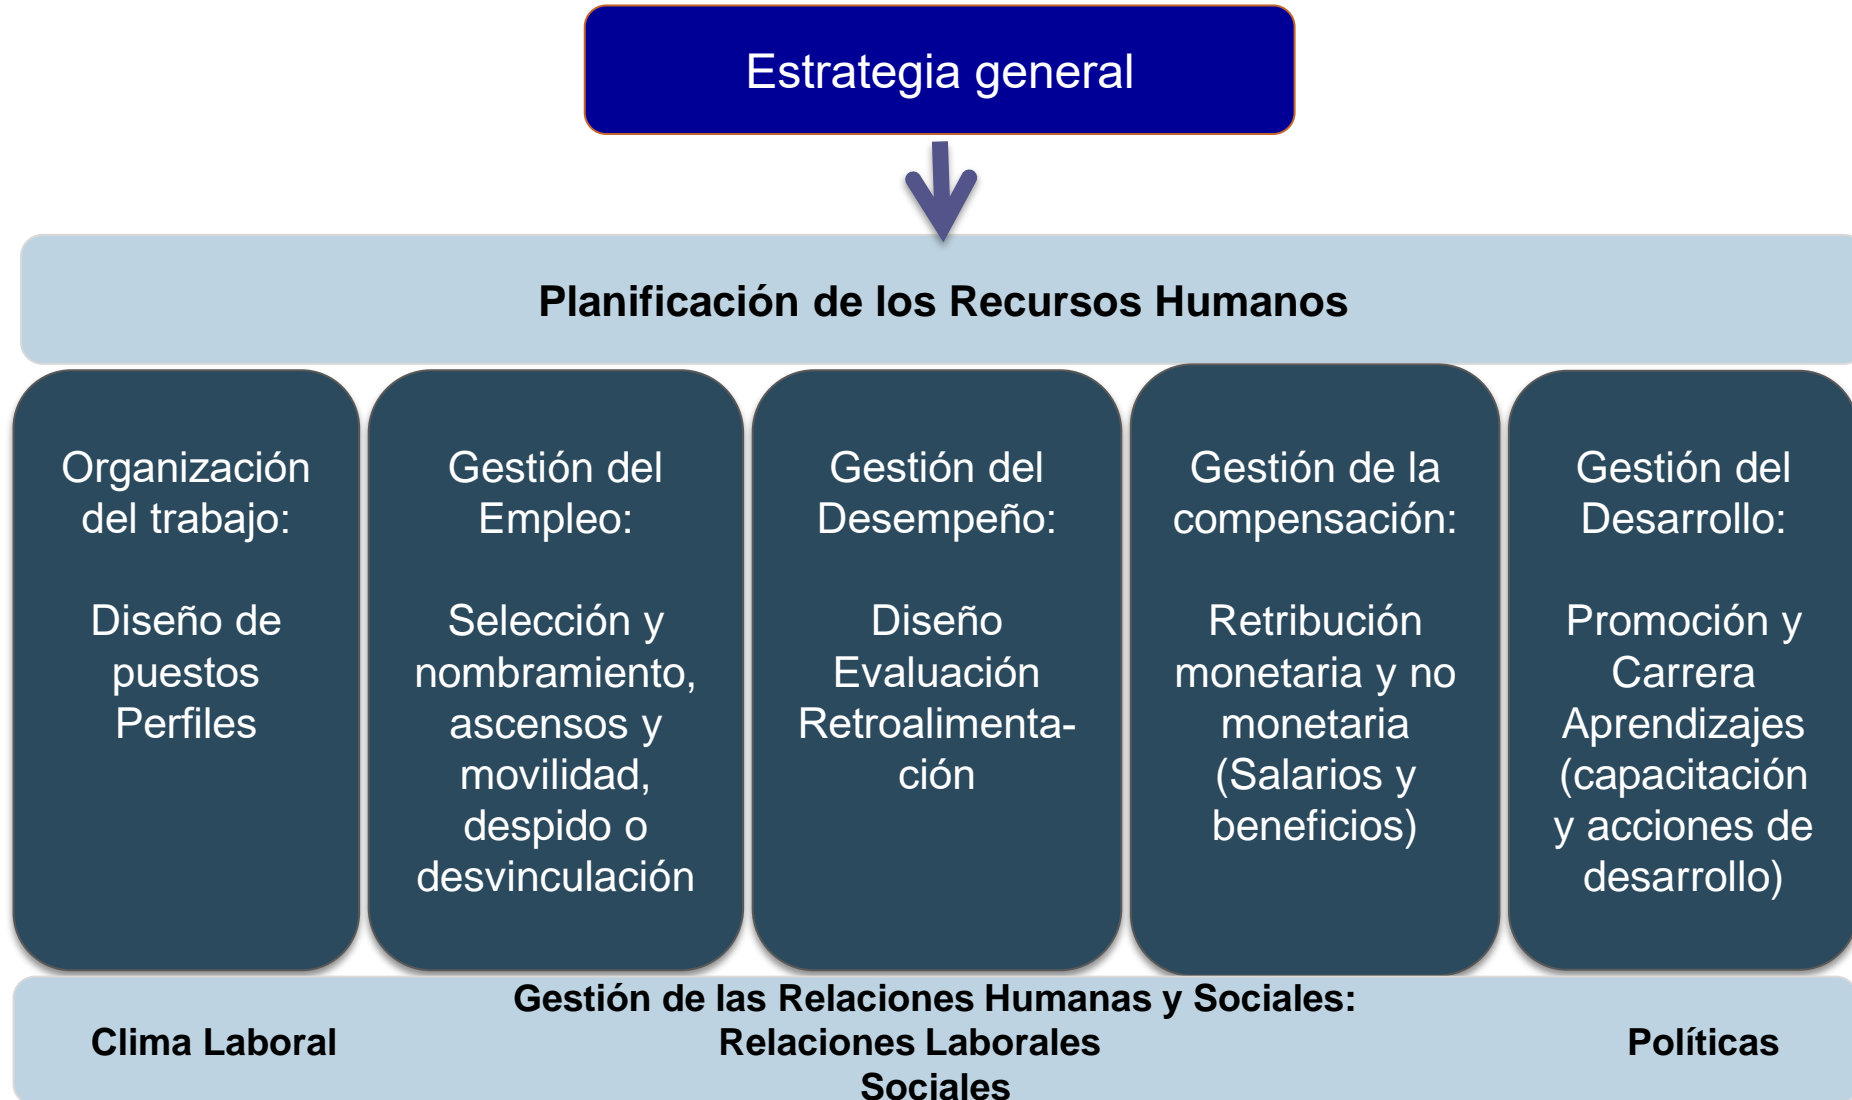 Estrategia general
Planificación de los Recursos Humanos
Organización
del trabajo:
Diseño de
puestos
Perfiles
Gestión del
Empleo:
Selección y
nombramiento,
ascensos y
movilidad,
despido o
desvinculación
Gestión del
Desempeño:
Diseño
Evaluación
Retroalimenta-
ción
Gestión de la
compensación:
Retribución
monetaria y no
monetaria
(Salarios y
beneficios)
Gestión del
Desarrollo:
Promoción y
Carrera
Aprendizajes
(capacitación
y acciones de
desarrollo)
Gestión de las Relaciones Humanas y Sociales:
Clima Laboral Relaciones Laborales Políticas
Sociales